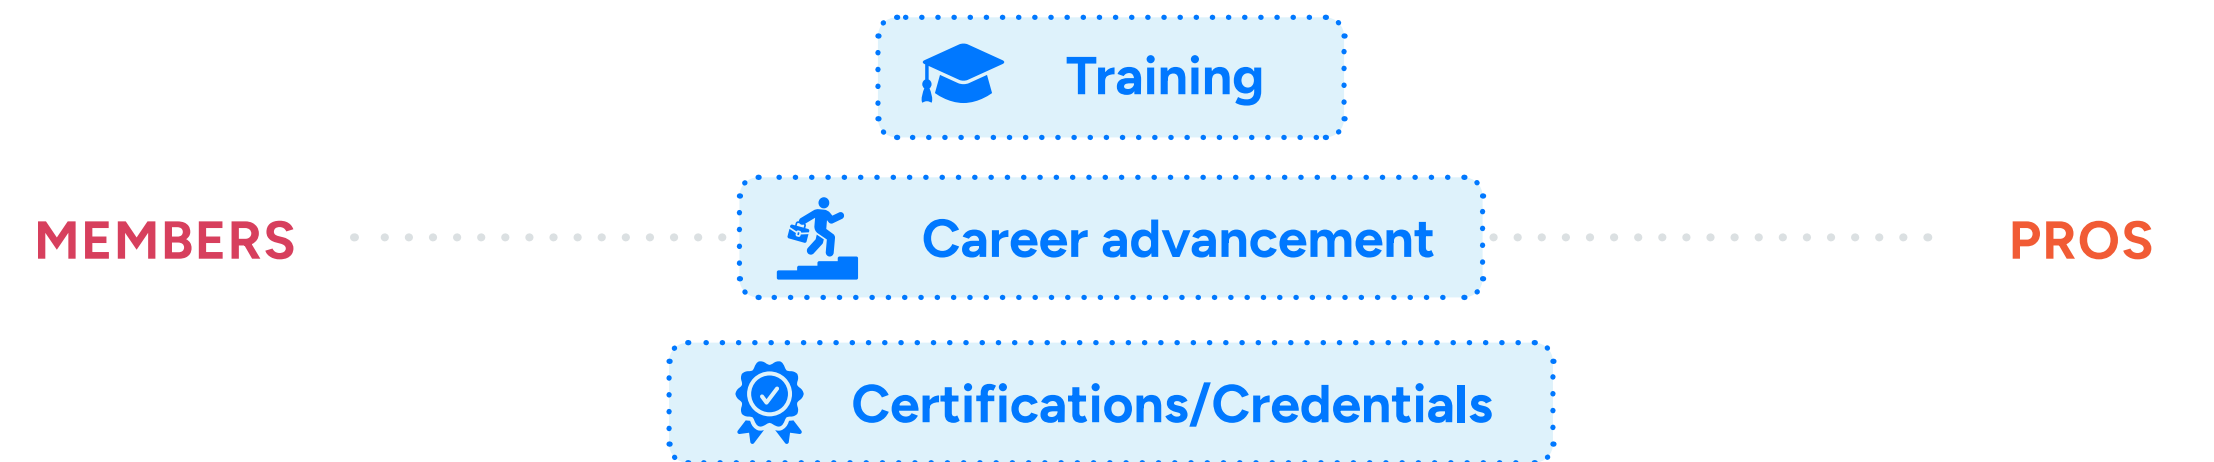 Training
MEMBERS
Career advancement
PROS
Certifications/Credentials